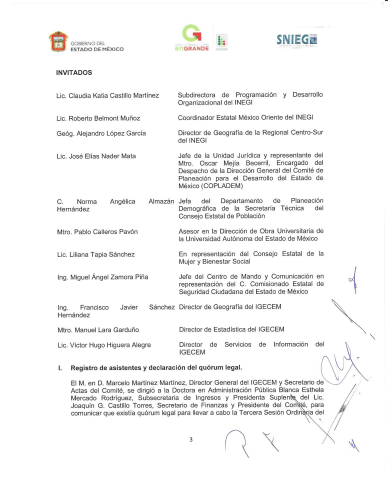 GOBIERNO DEL
ESTADO DE MÉXICO
ENGRANDE
SNIEG
INVITADOS
Lic. Claudia Katia Castillo Martínez Subdirectora de Programación y Desarrollo
Organizacional del INEGI
Lic. Roberto Belmont Muñoz Coordinador Estatal México Oriente del INEGI
Geóg. Alejandro López García Director de Geografía de la Regional Centro-Sur
del INEGI
Lic. José Elías Nader Mata Jefe de la Unidad Jurídica y representante del
Mtro. Oscar Mejía Becerril, Encargado del
Despacho de la Dirección General del Comité de
Planeación para el Desarrollo del Estado de
México (COPLADEM)
C. Norma Angélica Almazán Jefa del Departamento de Planeación
Hernández Demográfica de la Secretaría Técnica del
Consejo Estatal de Población
Mtro. Pablo Calleros Pavón Asesor en la Dirección de Obra Universitaria de
la Universidad Autónoma del Estado de México
Lic. Liliana Tapia Sánchez En representación del Consejo Estatal de la
Mujer y Bienestar Social
Ing. Miguel Ángel Zamora Piña Jefe del Centro de Mando y Comunicación en
representación del C. Comisionado Estatal de
Seguridad Ciudadana del Estado de México
Ing. Francisco Javier Sánchez Director de Geografía del IGECEM
Hernández
Mtro. Manuel Lara Garduño Director de Estadística del IGECEM
Lic. Víctor Hugo Higuera Alegre Director de Servicios de Información del
IGECEM
I. Registro de asistentes y declaración del quórum legal.
El M. en D. Marcelo Martínez Martínez, Director General del IGECEM y Secretario de
Actas del Comité, se dirigió a la Doctora en Administración Pública Blanca Esthela
Mercado Rodríguez, Subsecretaria de Ingresos y Presidenta Suplente del Lic.
Joaquín G. Castillo Torres, Secretario de Finanzas y Presidente del Comité, para
comunicar que existía quórum legal para llevar a cabo la Tercera Sesión Ordinaria del
3